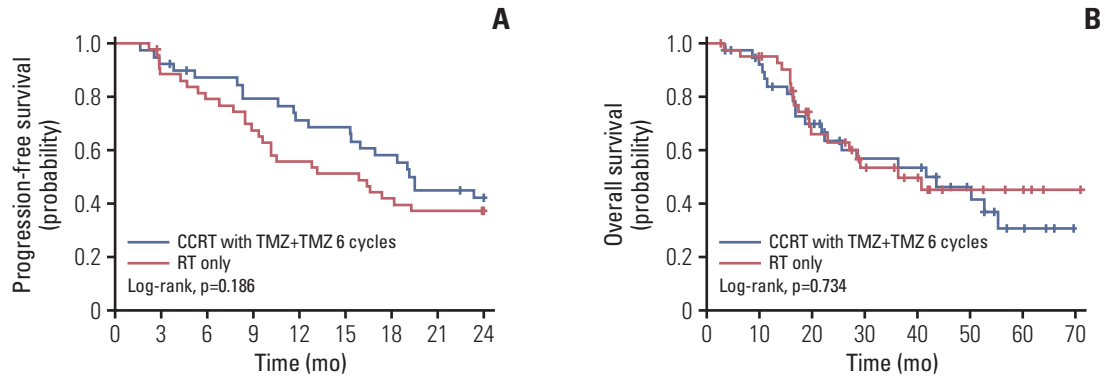 A
Progression-free survival
(probability)
1.0
0.8
0.6
0.4
0.2
0
CCRT with TMZ+TMZ 6 cycles
RT only
Log-rank, p=0.186
0 3 6 9 12 15 18 21 24
Time (mo)
B
Overall survival
(probability)
1.0
0.8
0.6
0.4
0.2
0
CCRT with TMZ+TMZ 6 cycles
RT only
Log-rank, p=0.734
0 10 20 30 40 50 60 70
Time (mo)